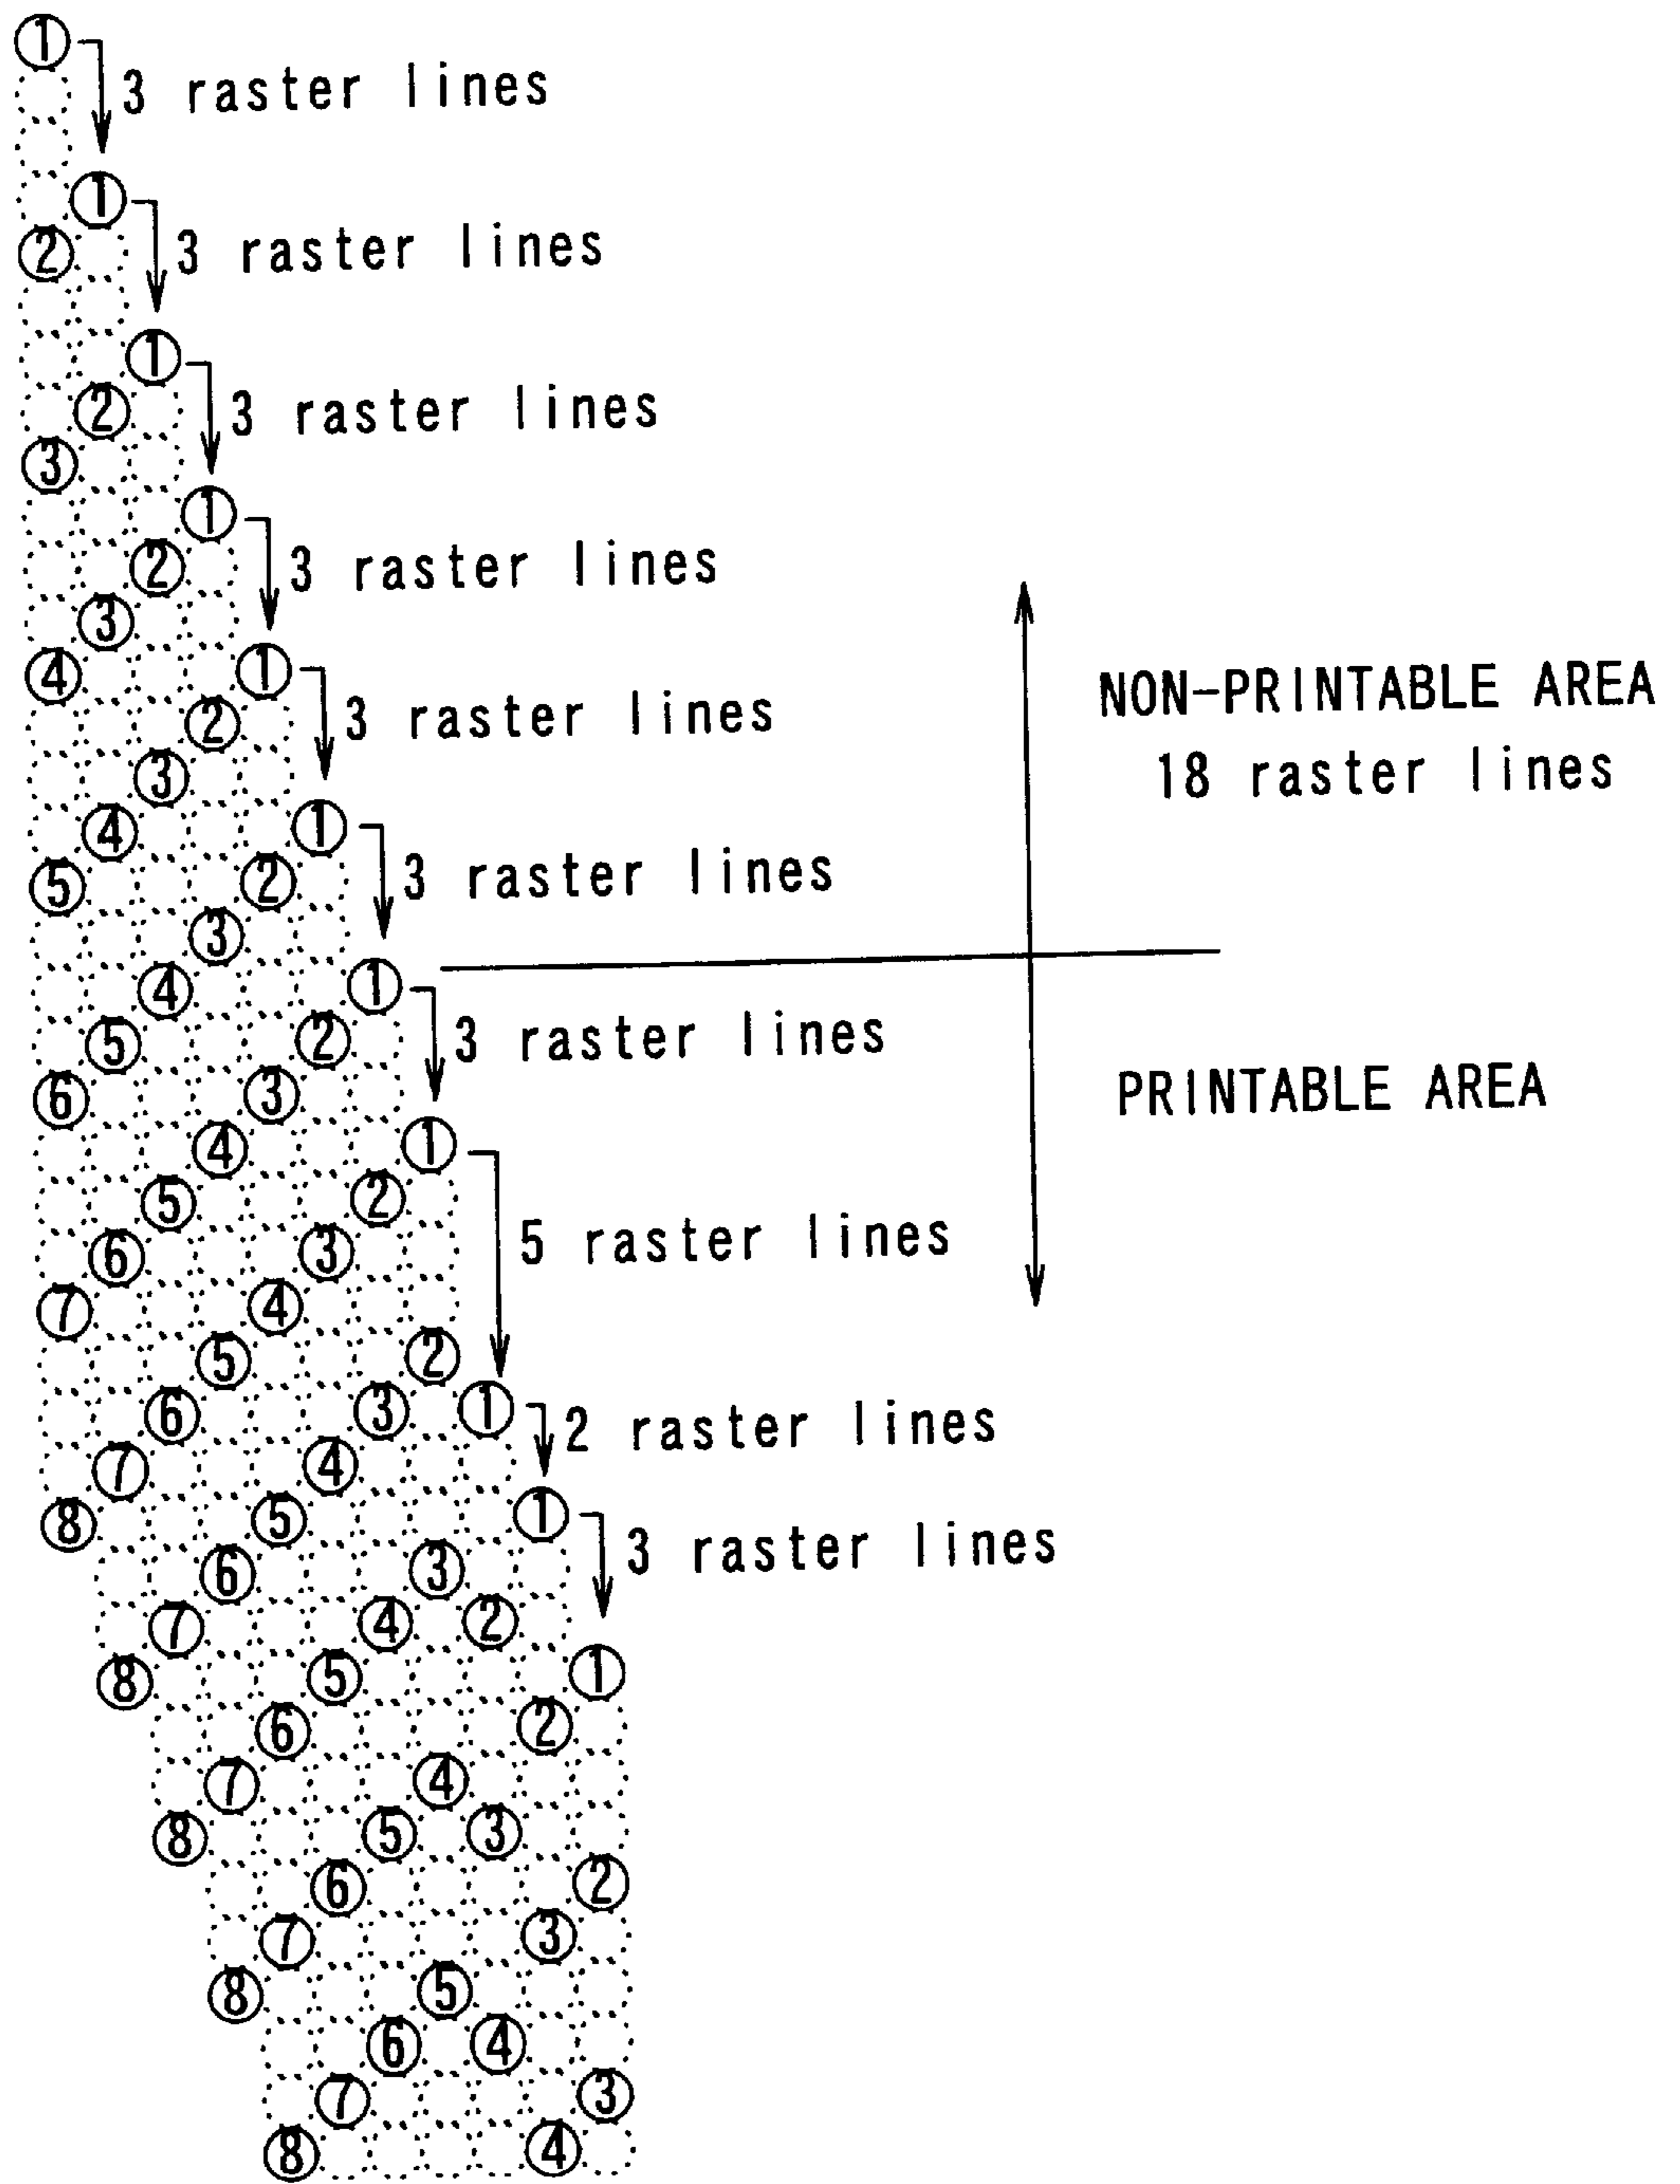 ①
3 raster lines
①
② 3 raster lines
①
② 3 raster lines
③
①
② 3 raster lines
③
④ ①
NON-PRINTABLE AREA
② 3 raster lines
③ 18 raster lines
④ ①
⑤ ② 3 raster lines
③
④ ①
⑤ ② 3 raster lines
⑥ ③ PRINTABLE AREA
④ ①
⑤ ②
⑥ ③ 5 raster lines
⑦ ④
⑤ ②
⑥ ③ ① 2 raster lines
⑦ ④
⑧ ⑤ ①
⑥ ③ 3 raster lines
⑦ ④ ②
⑧ ⑤ ①
⑥ ②
⑦ ④
⑧ ⑤ ③
⑥ ②
⑦ ③
⑧ ⑤
⑥ ④
⑦ ③
⑧ ④